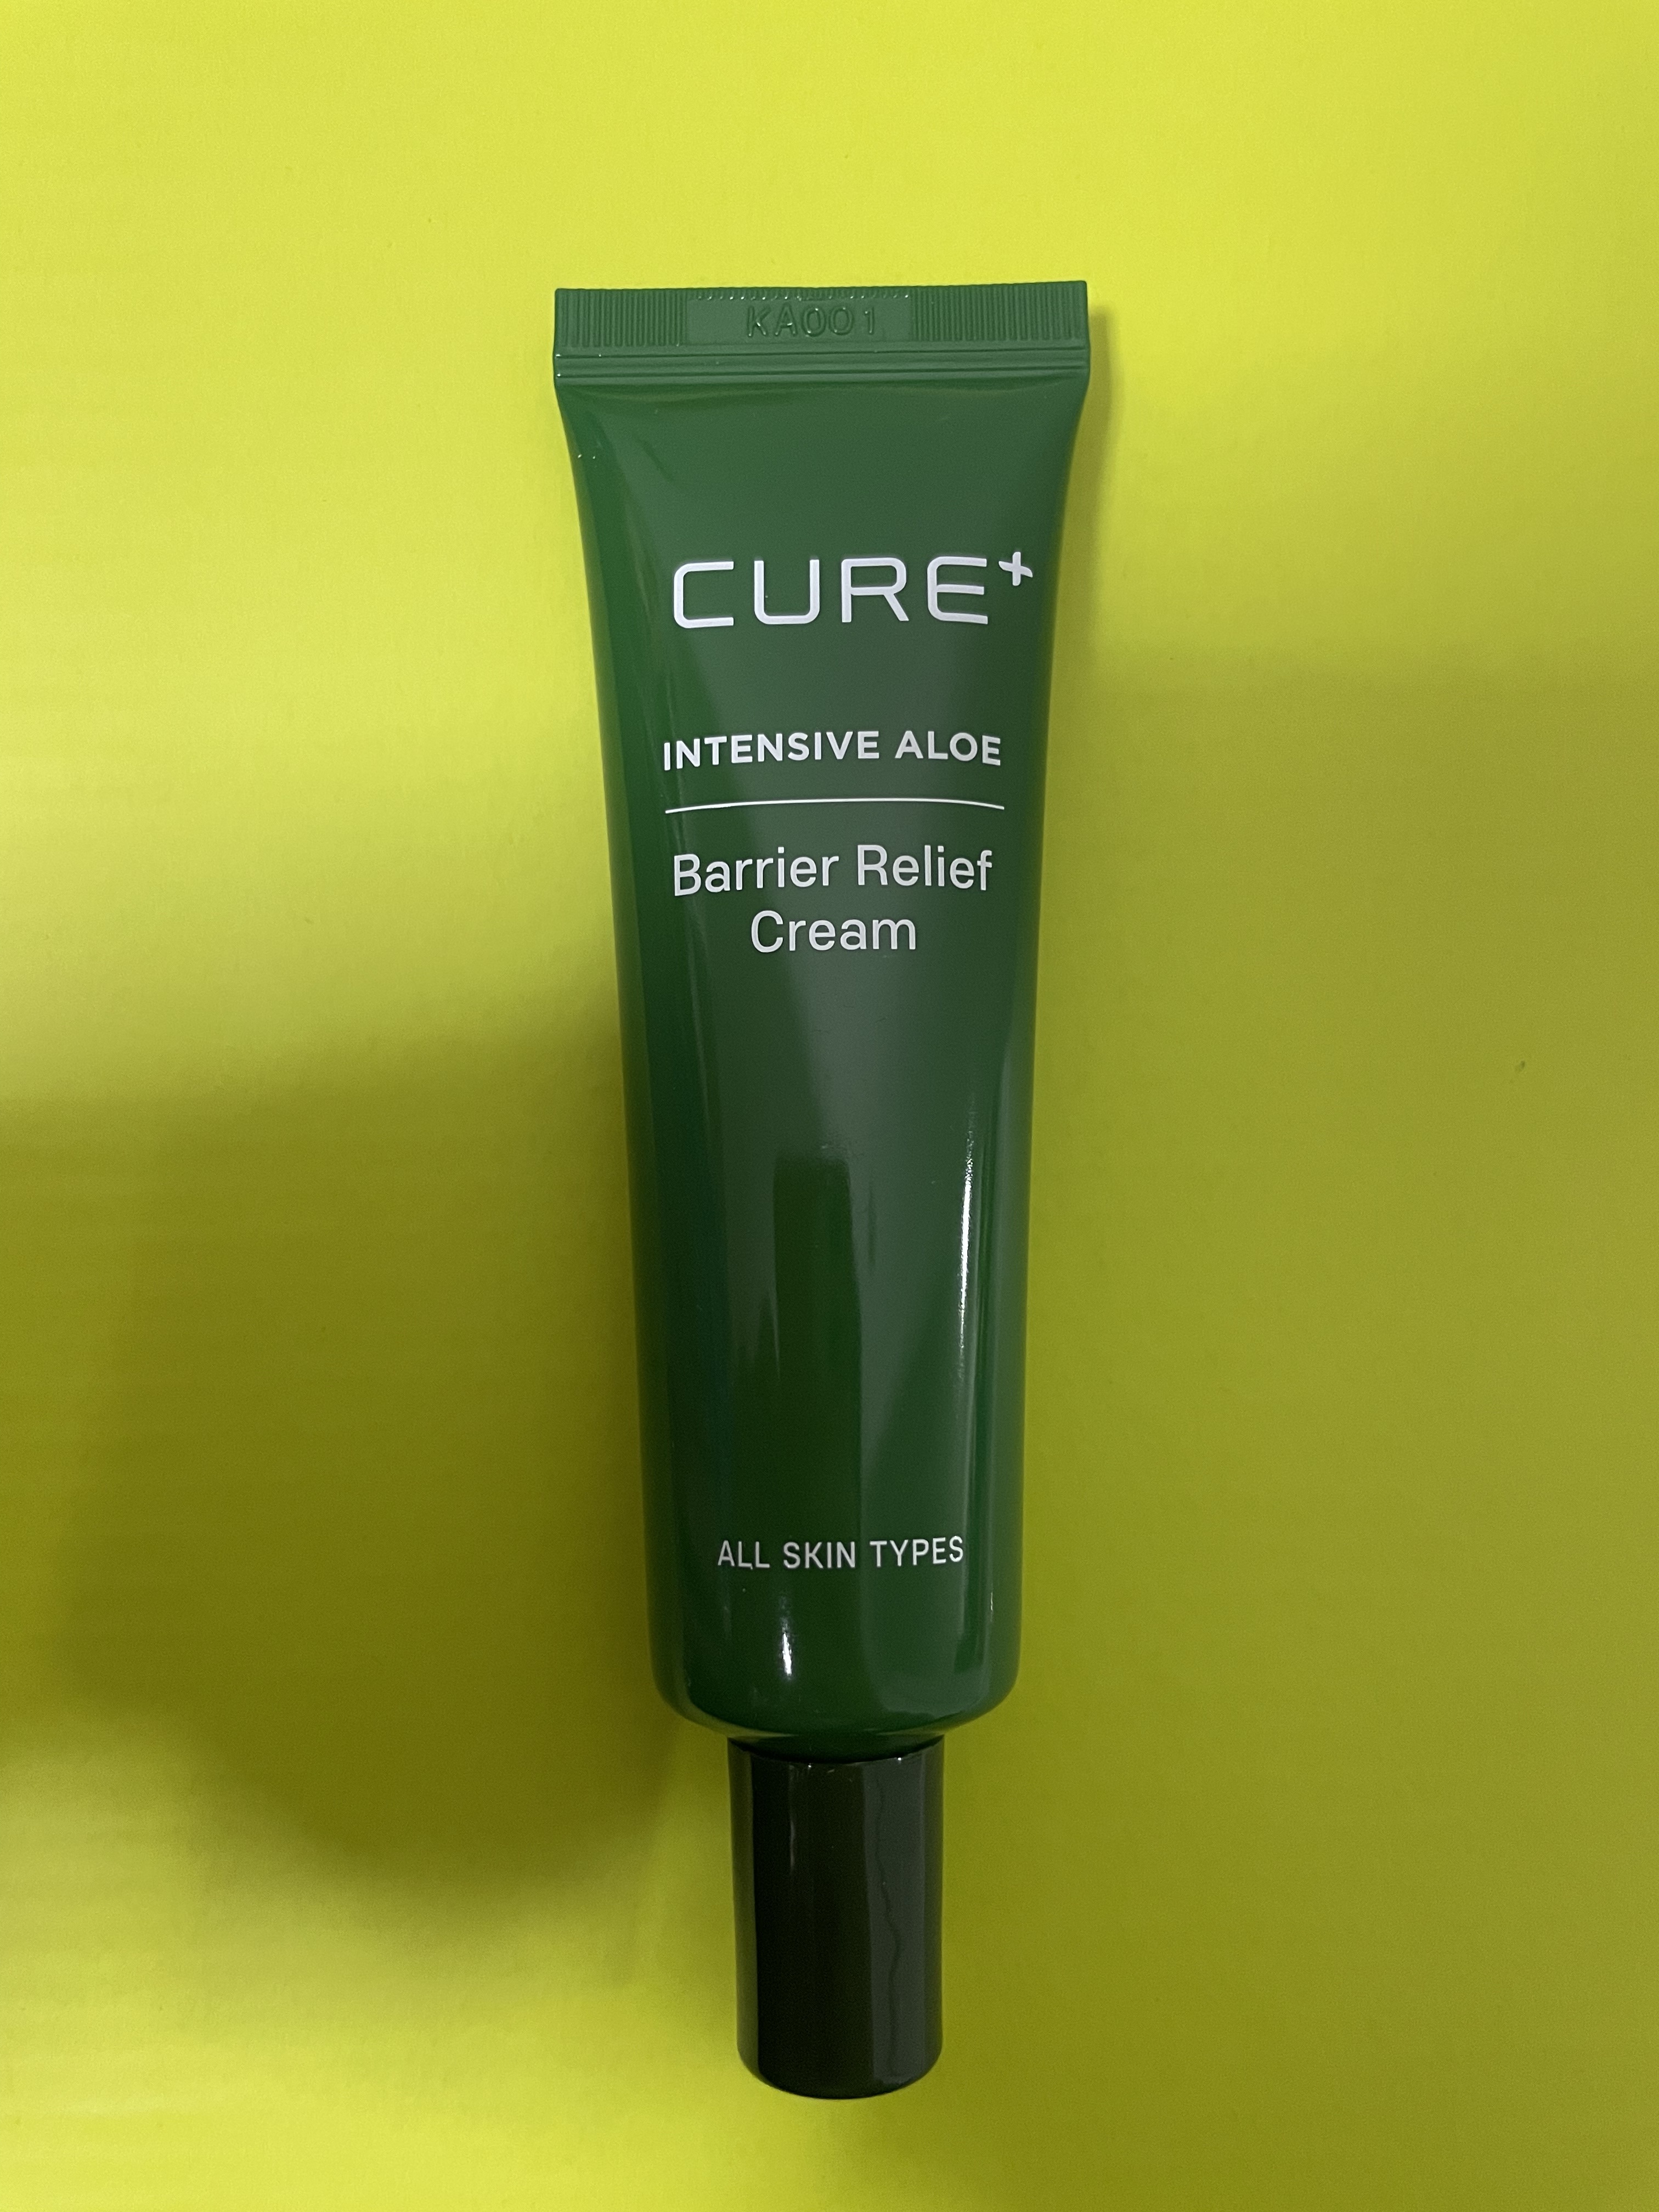 KA001
CURE+
INTENSIVE ALOE
Barrier Relief
Cream
ALL SKIN TYPES